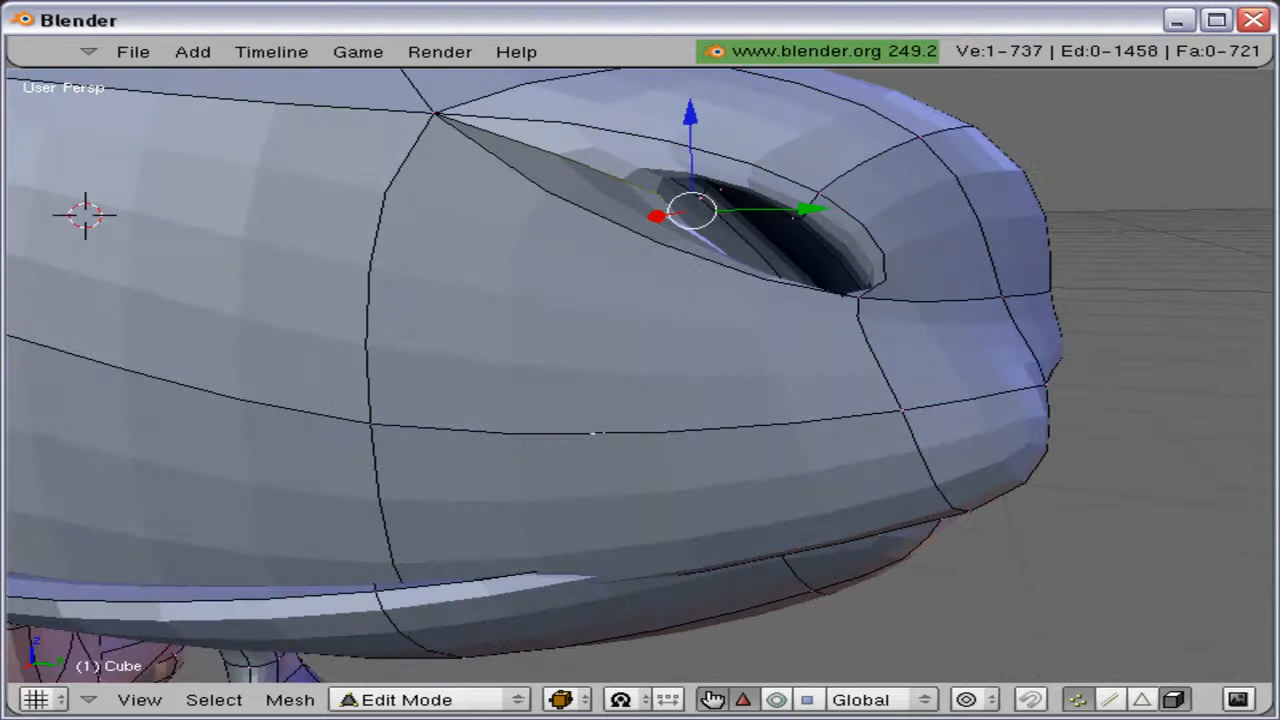 Blender
File Add Timeline Game Render Help www.blender.org 249.2 Ve:1-737 | Ed:0-1458 | Fa:0-721
User Persp
z
(1) Cube
View Select Mesh Edit Mode Global